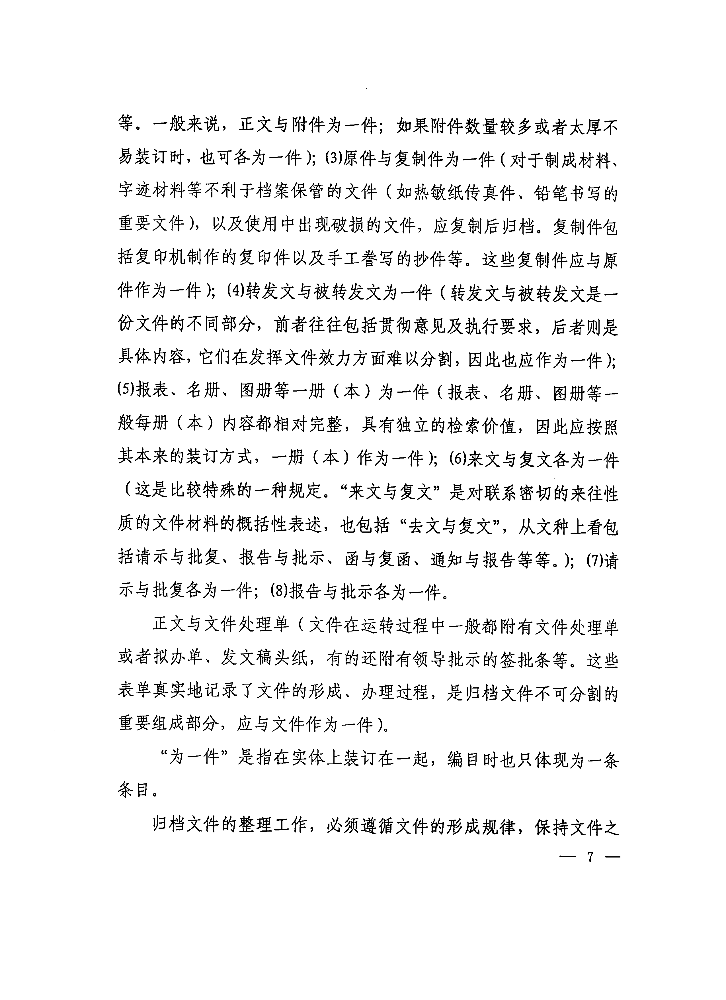 等。一般来说，正文与附件为一件；如果附件数量较多或者太厚不
易装订时，也可各为一件）；(3)原件与复制件为一件（对于制成材料、
字迹材料等不利于档案保管的文件（如热敏纸传真件、铅笔书写的
重要文件），以及使用中出现破损的文件，应复制后归档。复制件包
括复印机制作的复印件以及手工誊写的抄件等。这些复制件应与原
件作为一件）；(4)转发文与被转发文为一件（转发文与被转发文是一
份文件的不同部分，前者往往包括贯彻意见及执行要求，后者则是
具体内容，它们在发挥文件效力方面难以分割，因此也应作为一件）；
(5)报表、名册、图册等一册（本）为一件（报表、名册、图册等一
般每册（本）内容都相对完整，具有独立的检索价值，因此应按照
其本来的装订方式，一册（本）作为一件）；(6)来文与复文各为一件
（这是比较特殊的一种规定。“来文与复文”是对联系密切的来往性
质的文件材料的概括性表述，也包括“去文与复文”，从文种上看包
括请示与批复、报告与批示、函与复函、通知与报告等等。）；(7)请
示与批复各为一件；(8)报告与批示各为一件。
正文与文件处理单（文件在运转过程中一般都附有文件处理单
或者拟办单、发文稿头纸，有的还附有领导批示的签批条等。这些
表单真实地记录了文件的形成、办理过程，是归档文件不可分割的
重要组成部分，应与文件作为一件）。
“为一件”是指在实体上装订在一起，编目时也只体现为一条
条目。
归档文件的整理工作，必须遵循文件的形成规律，保持文件之
— 7 —